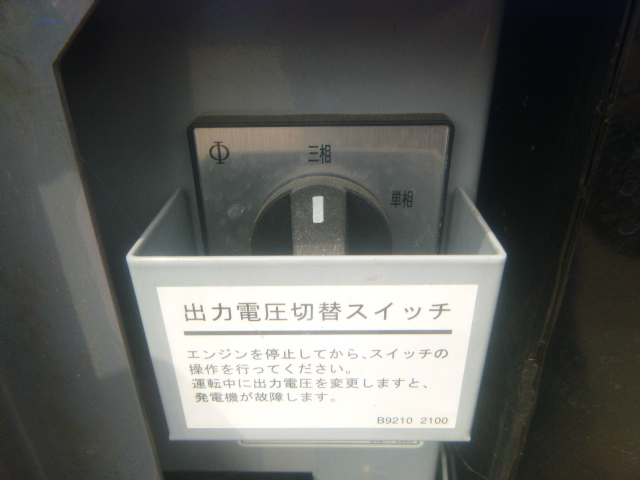 Φ
三相
単相
出力電圧切替スイッチ
エンジンを停止してから、スイッチの
操作を行ってください。
運転中に出力電圧を変更しますと、
発電機が故障します。
B9210 2100